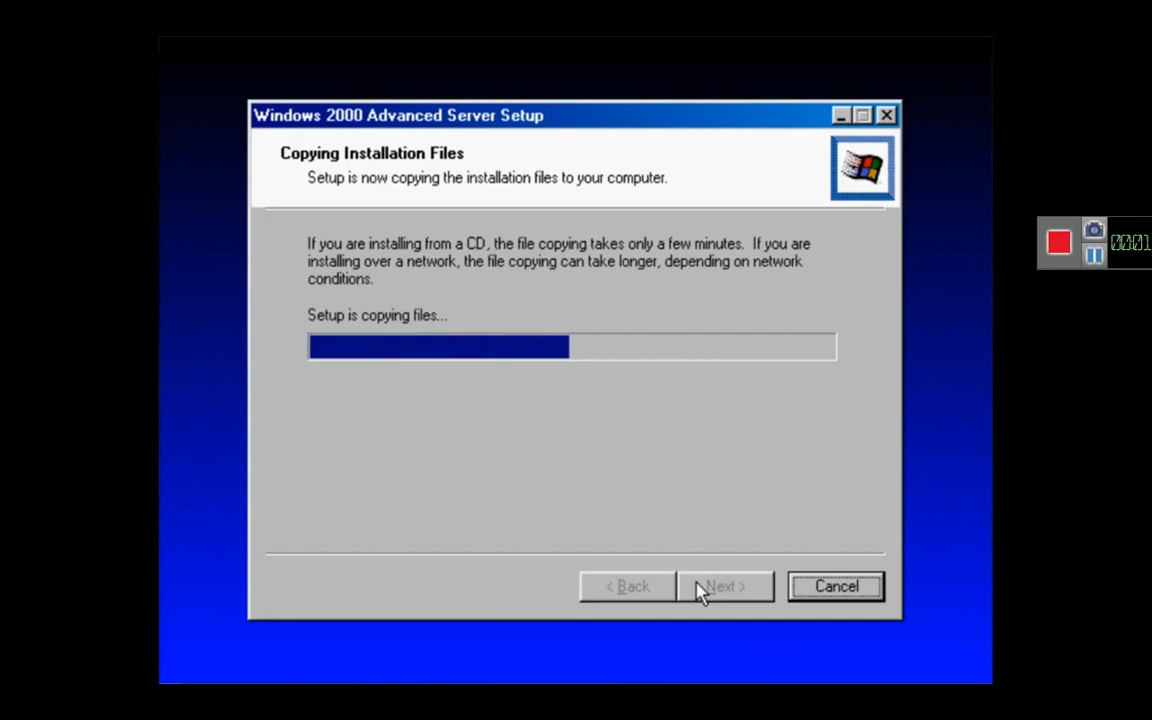 Windows 2000 Advanced Server Setup
Copying Installation Files
Setup is now copying the installation files to your computer.
If you are installing from a CD, the file copying takes only a few minutes. If you are
installing over a network, the file copying can take longer, depending on network
conditions.
Setup is copying files...
< Back
Next >
Cancel